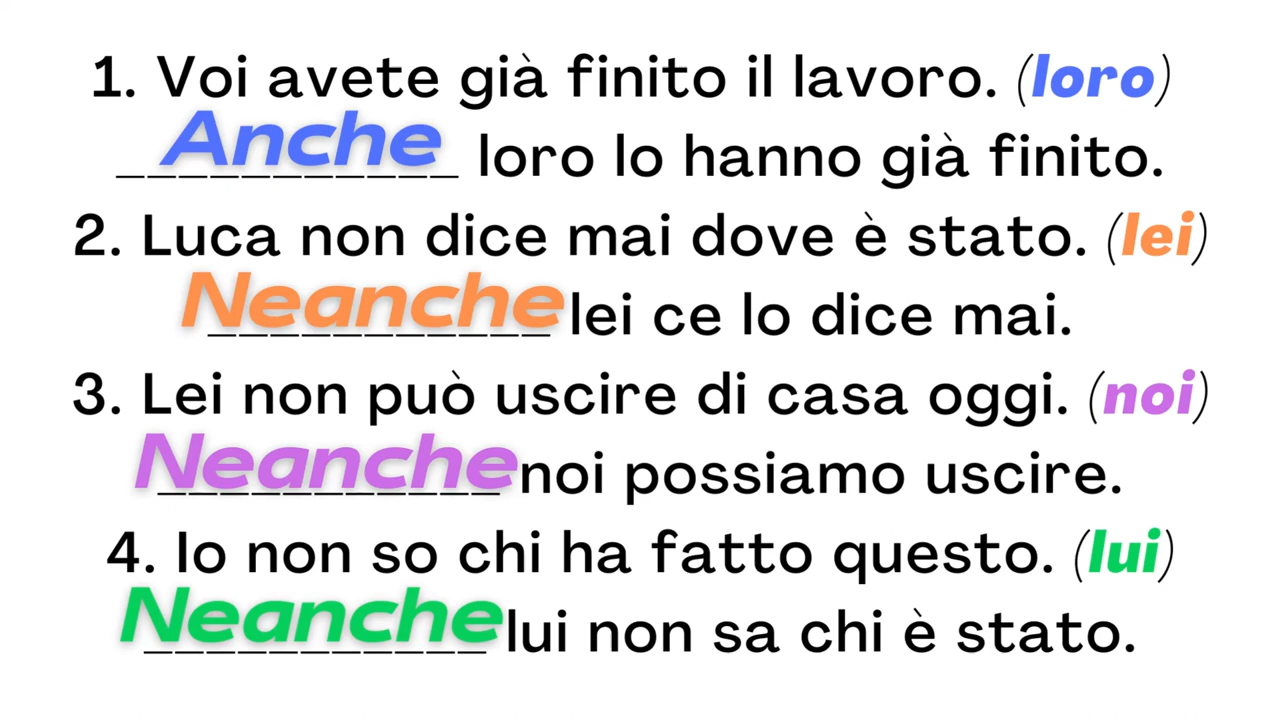 1. Voi avete già finito il lavoro. (loro)
Anche loro lo hanno già finito.
2. Luca non dice mai dove è stato. (lei)
Neanche lei ce lo dice mai.
3. Lei non può uscire di casa oggi. (noi)
Neanche noi possiamo uscire.
4. Io non so chi ha fatto questo. (lui)
Neanche lui non sa chi è stato.